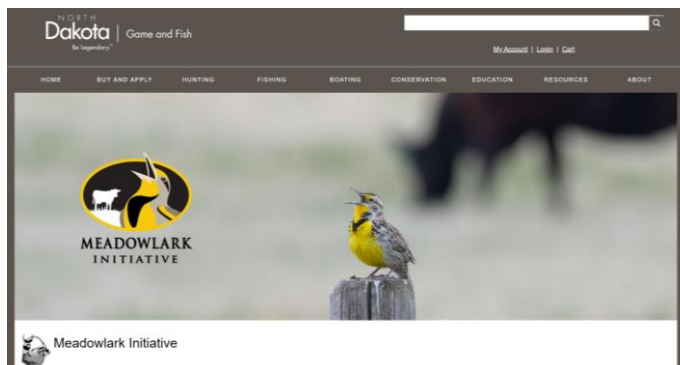 NORTH
Dakota | Game and Fish
Be Legendary.™
My Account | Login | Cart
HOME BUY AND APPLY HUNTING FISHING BOATING CONSERVATION EDUCATION RESOURCES ABOUT
MEADOWLARK
INITIATIVE
Meadowlark Initiative